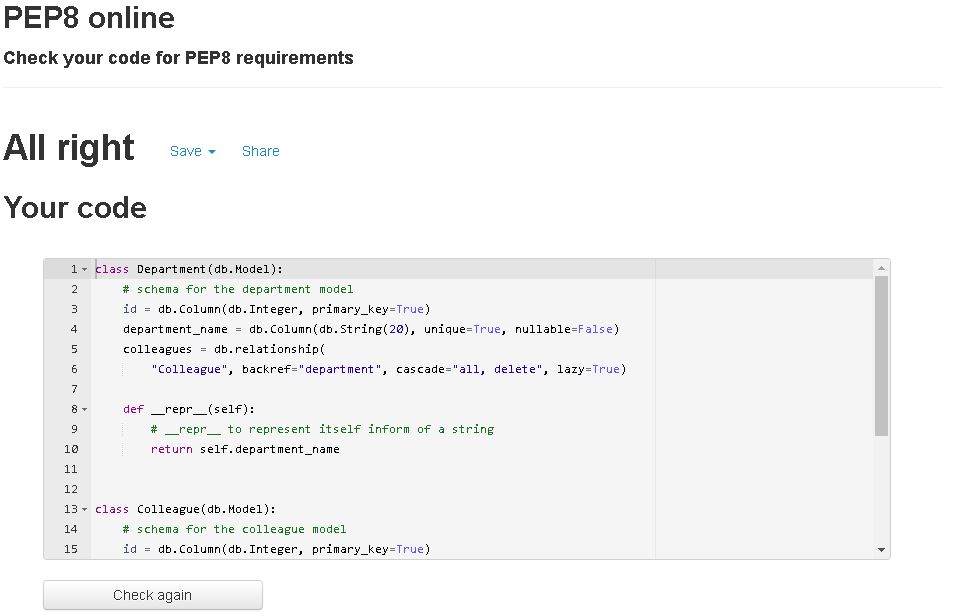 PEP8 online
Check your code for PEP8 requirements
All right Save Share
Your code
1 class Department(db.Model):
2 # schema for the department model
3 id = db.Column(db.Integer, primary_key=True)
4 department_name = db.Column(db.String(20), unique=True, nullable=False)
5 colleagues = db.relationship(
6 "Colleague", backref="department", cascade="all, delete", lazy=True)
7
8 def __repr__(self):
9 # __repr__ to represent itself inform of a string
10 return self.department_name
11
12
13 class Colleague(db.Model):
14 # schema for the colleague model
15 id = db.Column(db.Integer, primary_key=True)
Check again